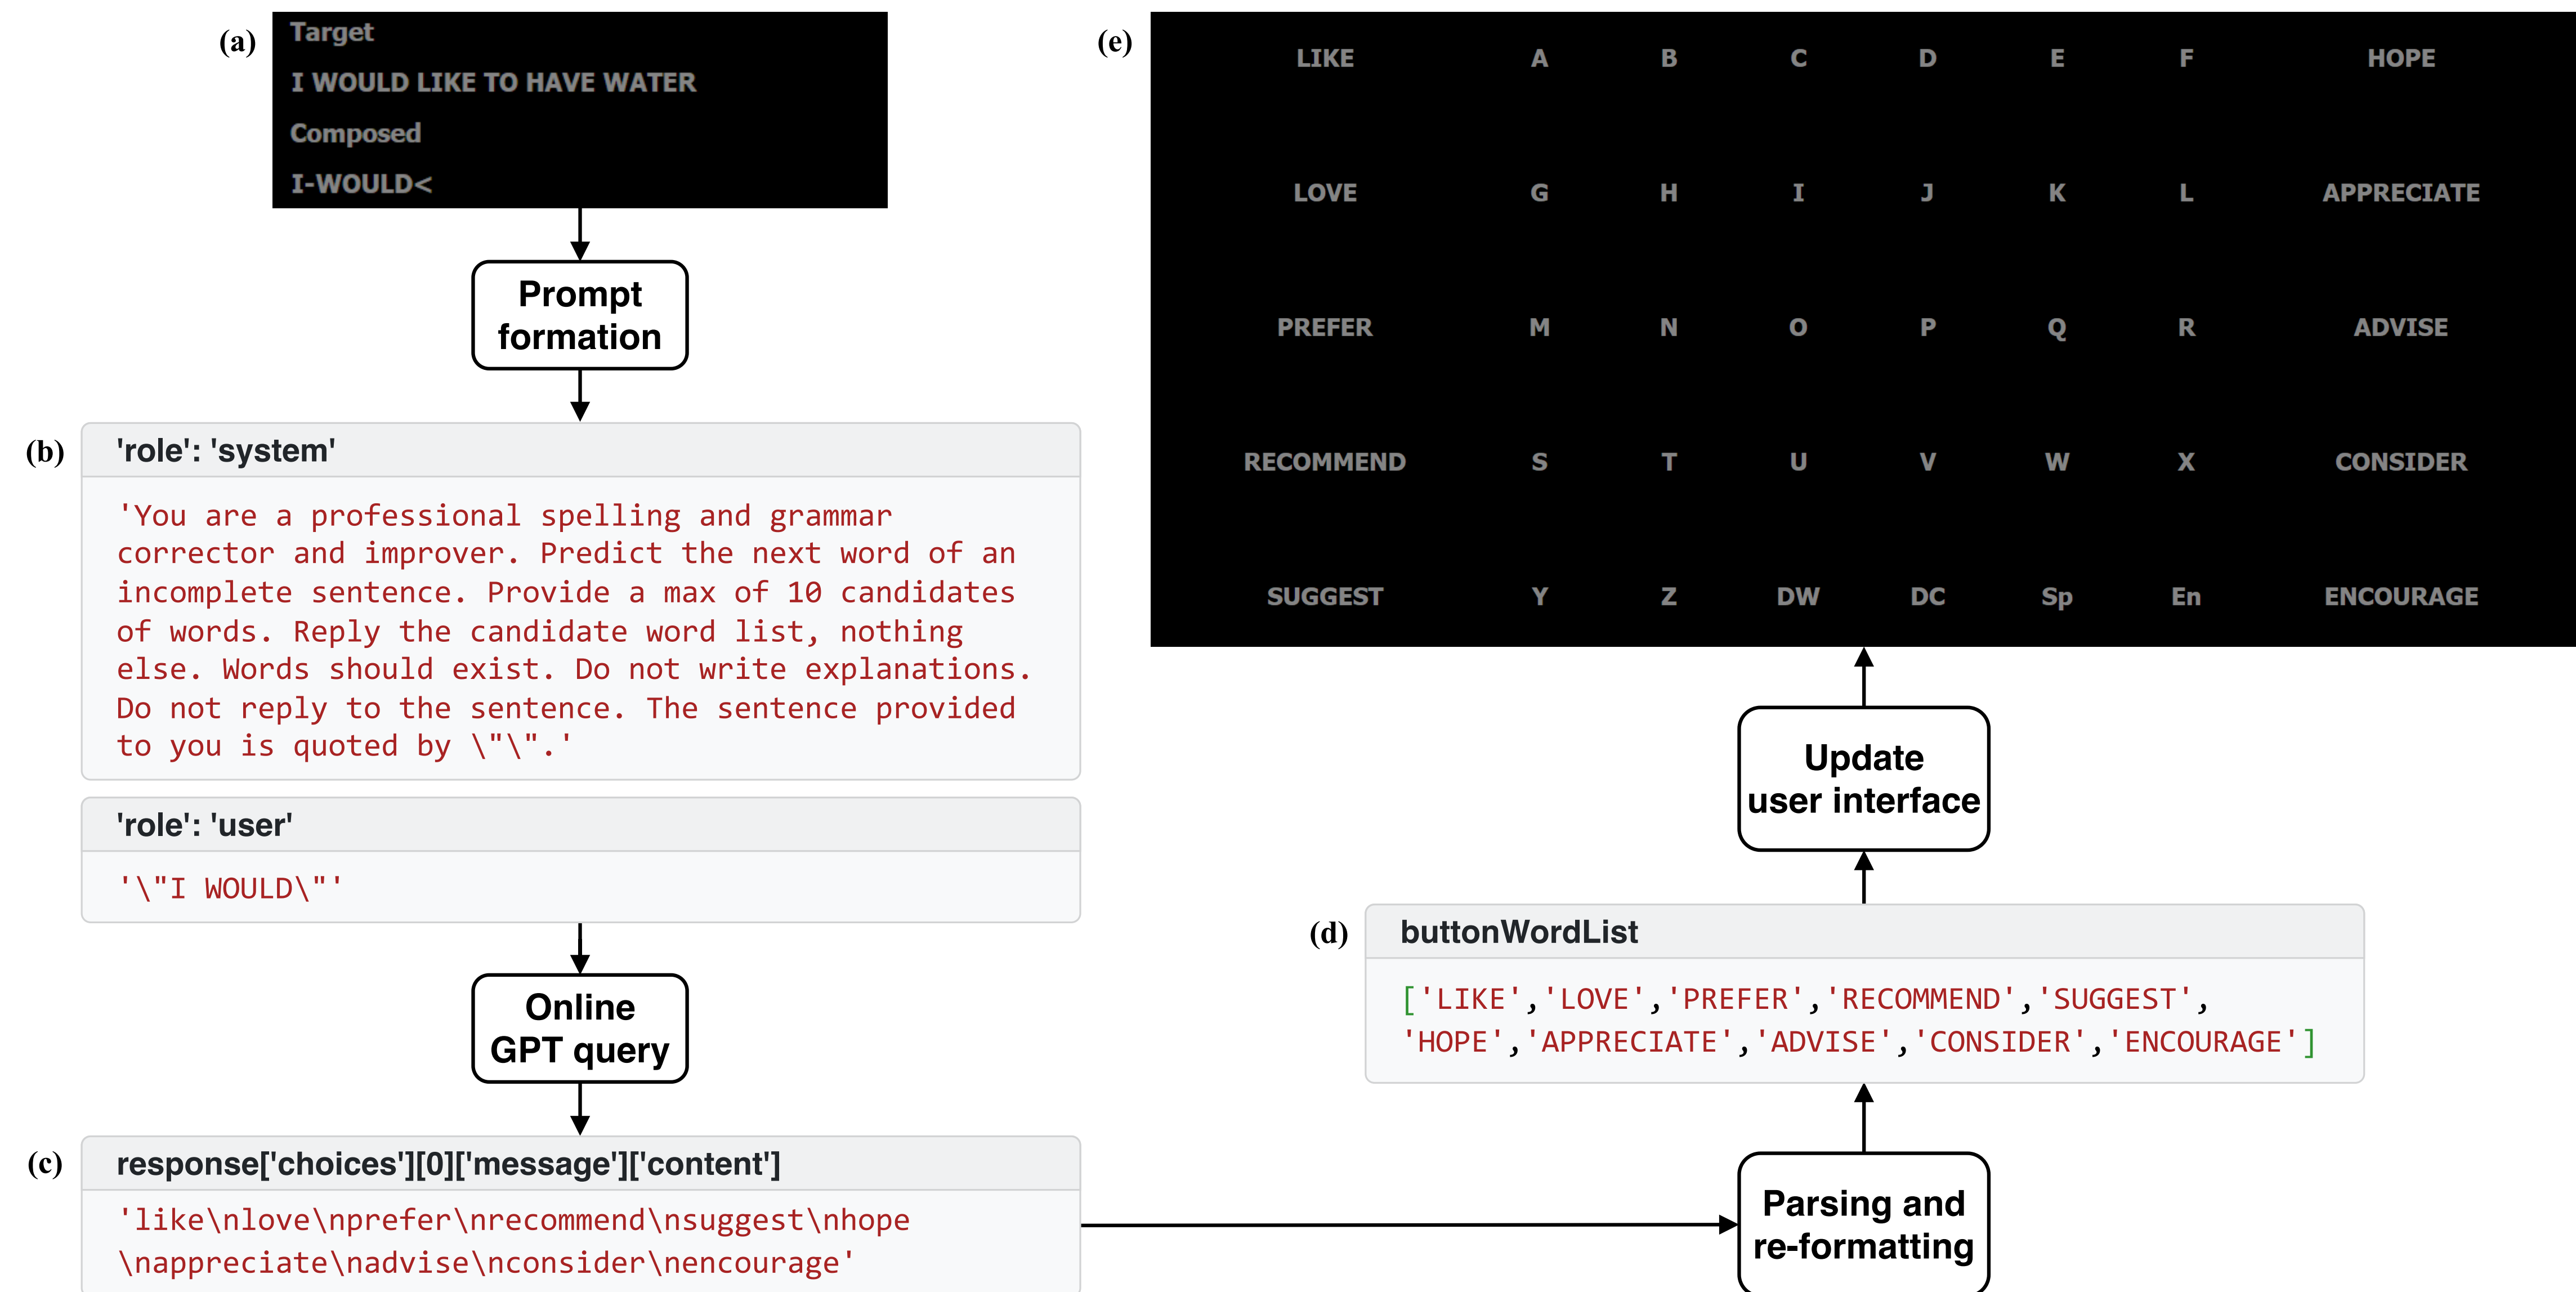 (a)
Target
I WOULD LIKE TO HAVE WATER
Composed
I-WOULD<
Prompt
formation
(b)
'role': 'system'
'You are a professional spelling and grammar
corrector and improver. Predict the next word of an
incomplete sentence. Provide a max of 10 candidates
of words. Reply the candidate word list, nothing
else. Words should exist. Do not write explanations.
Do not reply to the sentence. The sentence provided
to you is quoted by \"\".'
'role': 'user'
'\"I WOULD\"'
Online
GPT query
(c)
response['choices'][0]['message']['content']
'like\nlove\nprefer\nrecommend\nsuggest\nhope
\nappreciate\nadvise\nconsider\nencourage'
Parsing and
re-formatting
(d)
buttonWordList
['LIKE','LOVE','PREFER','RECOMMEND','SUGGEST',
'HOPE','APPRECIATE','ADVISE','CONSIDER','ENCOURAGE']
Update
user interface
(e)
LIKE A B C D E F HOPE
LOVE G H I J K L APPRECIATE
PREFER M N O P Q R ADVISE
RECOMMEND S T U V W X CONSIDER
SUGGEST Y Z DW DC Sp En ENCOURAGE